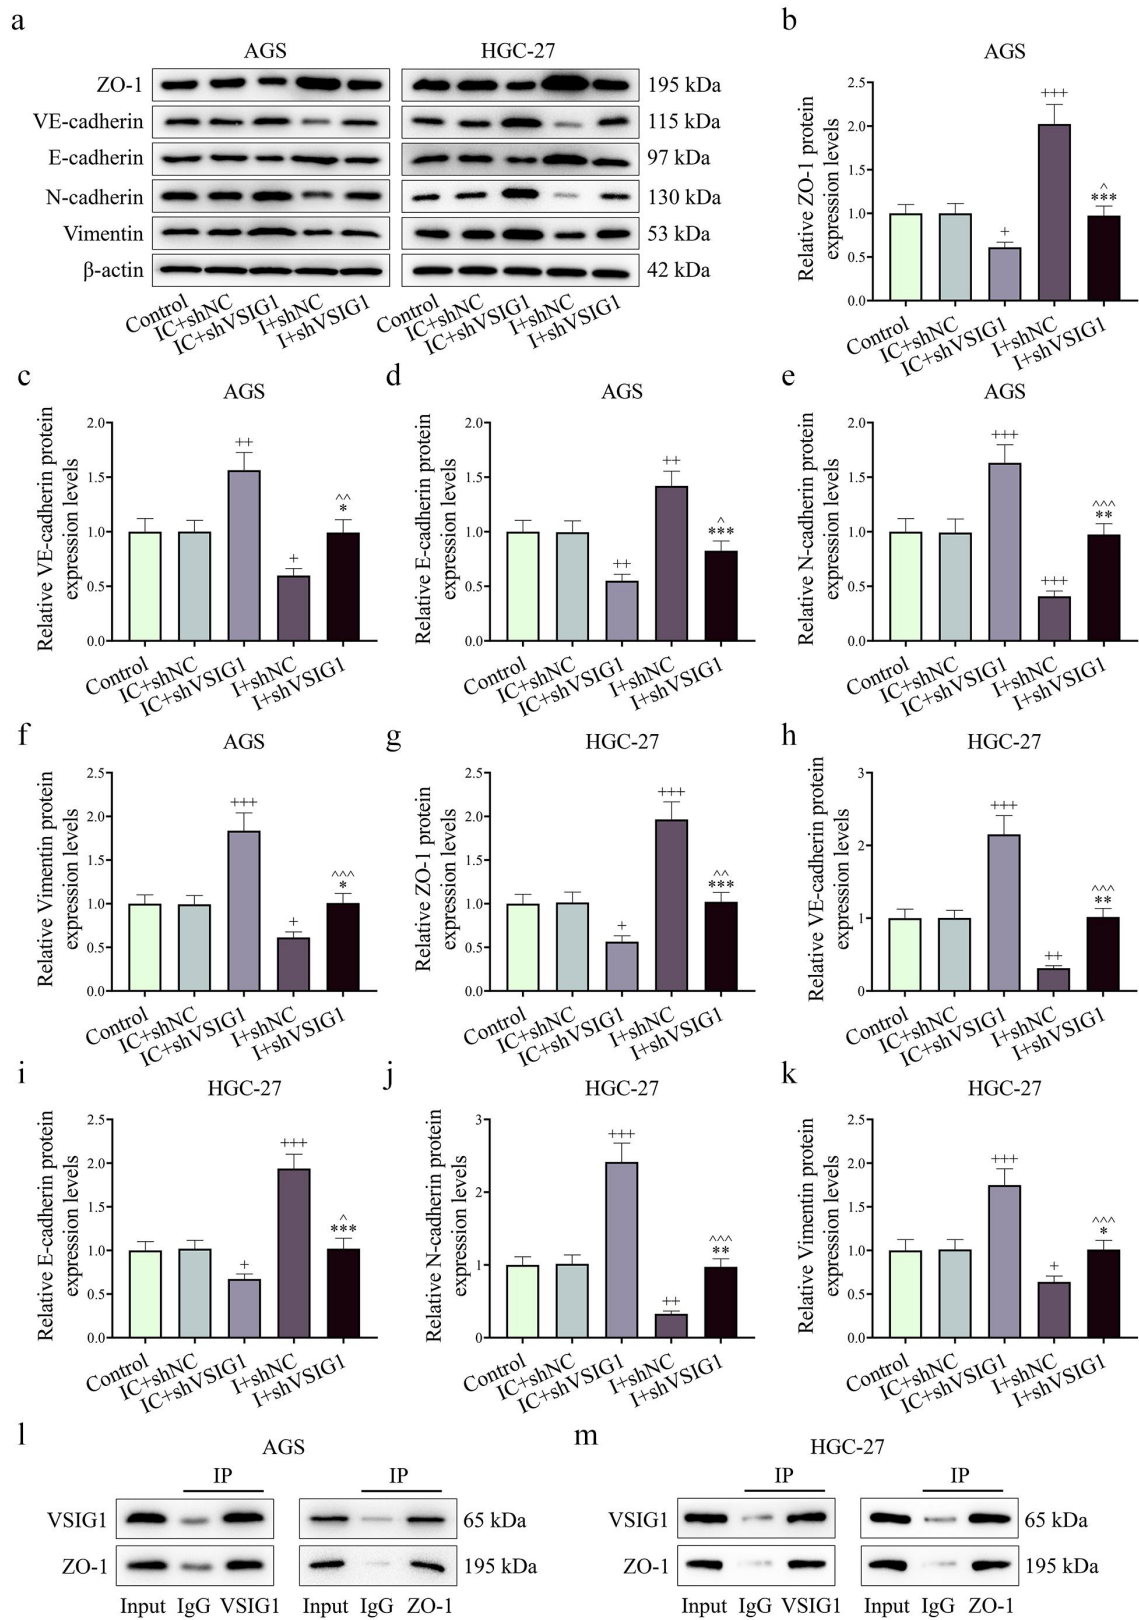 a
AGS
HGC-27
ZO-1
195 kDa
VE-cadherin
115 kDa
E-cadherin
97 kDa
N-cadherin
130 kDa
Vimentin
53 kDa
β-actin
42 kDa
Control
IC+shNC
IC+shVSIG1
I+shNC
I+shVSIG1
Control
IC+shNC
IC+shVSIG1
I+shNC
I+shVSIG1
b
AGS
Relative ZO-1 protein
expression levels
2.5
2.0
1.5
1.0
0.5
0.0
+
+++
^
***
Control
IC+shNC
IC+shVSIG1
I+shNC
I+shVSIG1
c
AGS
Relative VE-cadherin protein
expression levels
2.0
1.5
1.0
0.5
0.0
++
+
^^
*
Control
IC+shNC
IC+shVSIG1
I+shNC
I+shVSIG1
d
AGS
Relative E-cadherin protein
expression levels
2.0
1.5
1.0
0.5
0.0
++
++
^
***
Control
IC+shNC
IC+shVSIG1
I+shNC
I+shVSIG1
e
AGS
Relative N-cadherin protein
expression levels
2.0
1.5
1.0
0.5
0.0
+++
+++
^^^
**
Control
IC+shNC
IC+shVSIG1
I+shNC
I+shVSIG1
f
AGS
Relative Vimentin protein
expression levels
2.5
2.0
1.5
1.0
0.5
0.0
+++
+
^^^
*
Control
IC+shNC
IC+shVSIG1
I+shNC
I+shVSIG1
g
HGC-27
Relative ZO-1 protein
expression levels
2.5
2.0
1.5
1.0
0.5
0.0
+
+++
^^
***
Control
IC+shNC
IC+shVSIG1
I+shNC
I+shVSIG1
h
HGC-27
Relative VE-cadherin protein
expression levels
3
2
1
0
+++
++
^^^
**
Control
IC+shNC
IC+shVSIG1
I+shNC
I+shVSIG1
i
HGC-27
Relative E-cadherin protein
expression levels
2.5
2.0
1.5
1.0
0.5
0.0
+
+++
^
***
Control
IC+shNC
IC+shVSIG1
I+shNC
I+shVSIG1
j
HGC-27
Relative N-cadherin protein
expression levels
3
2
1
0
+++
++
^^^
**
Control
IC+shNC
IC+shVSIG1
I+shNC
I+shVSIG1
k
HGC-27
Relative Vimentin protein
expression levels
2.5
2.0
1.5
1.0
0.5
0.0
+++
+
^^^
*
Control
IC+shNC
IC+shVSIG1
I+shNC
I+shVSIG1
l
AGS
IP
IP
VSIG1
65 kDa
ZO-1
195 kDa
Input IgG VSIG1
Input IgG ZO-1
m
HGC-27
IP
IP
VSIG1
65 kDa
ZO-1
195 kDa
Input IgG VSIG1
Input IgG ZO-1